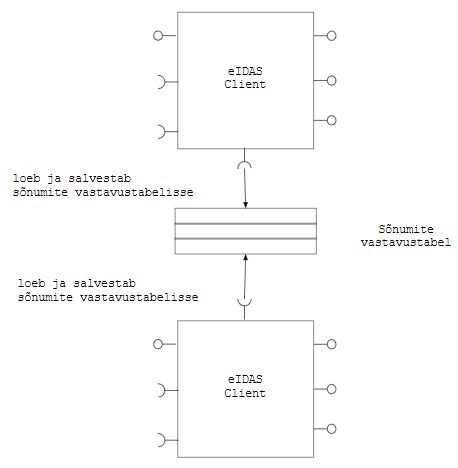 eIDAS
Client
loeb ja salvestab
sõnumite vastavustabelisse
Sõnumite
vastavustabel
loeb ja salvestab
sõnumite vastavustabelisse
eIDAS
Client